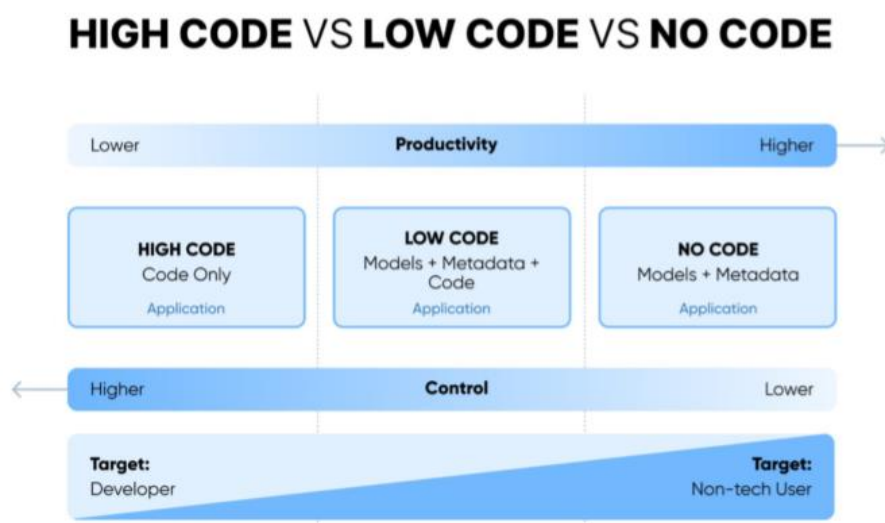 HIGH CODE VS LOW CODE VS NO CODE
Lower Productivity Higher
HIGH CODE
Code Only
Application
LOW CODE
Models + Metadata +
Code
Application
NO CODE
Models + Metadata
Application
Higher Control Lower
Target:
Developer
Target:
Non-tech User